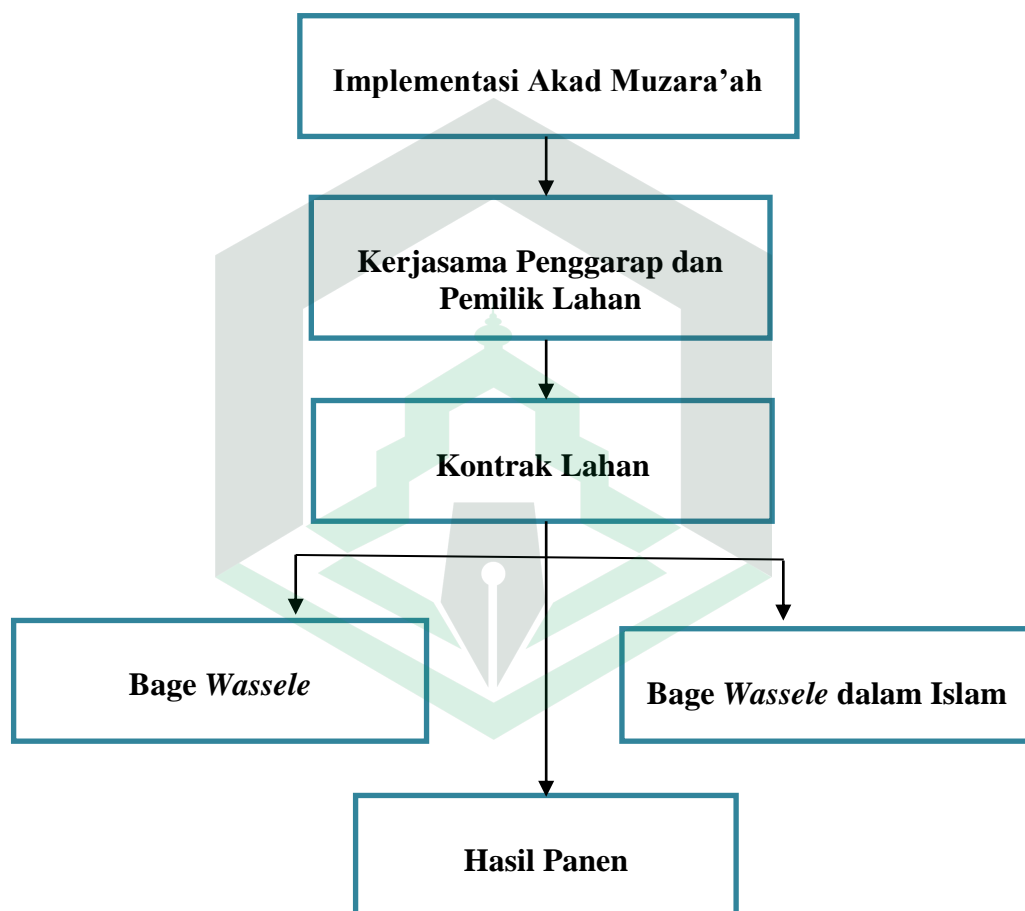 Implementasi Akad Muzara’ah
Kerjasama Penggarap dan
Pemilik Lahan
Kontrak Lahan
Bage Wassele
Bage Wassele dalam Islam
Hasil Panen